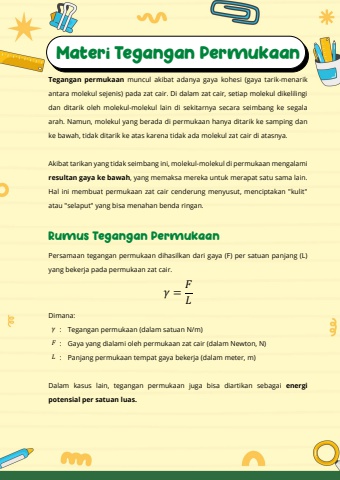 Materi Tegangan Permukaan
Tegangan permukaan muncul akibat adanya gaya kohesi (gaya tarik-menarik
antara molekul sejenis) pada zat cair. Di dalam zat cair, setiap molekul dikelilingi
dan ditarik oleh molekul-molekul lain di sekitarnya secara seimbang ke segala
arah. Namun, molekul yang berada di permukaan hanya ditarik ke samping dan
ke bawah, tidak ditarik ke atas karena tidak ada molekul zat cair di atasnya.
Akibat tarikan yang tidak seimbang ini, molekul-molekul di permukaan mengalami
resultan gaya ke bawah, yang memaksa mereka untuk merapat satu sama lain.
Hal ini membuat permukaan zat cair cenderung menyusut, menciptakan "kulit"
atau "selaput" yang bisa menahan benda ringan.
Rumus Tegangan Permukaan
Persamaan tegangan permukaan dihasilkan dari gaya (F) per satuan panjang (L)
yang bekerja pada permukaan zat cair.
γ = F/L
Dimana:
γ : Tegangan permukaan (dalam satuan N/m)
F : Gaya yang dialami oleh permukaan zat cair (dalam Newton, N)
L : Panjang permukaan tempat gaya bekerja (dalam meter, m)
Dalam kasus lain, tegangan permukaan juga bisa diartikan sebagai energi
potensial per satuan luas.